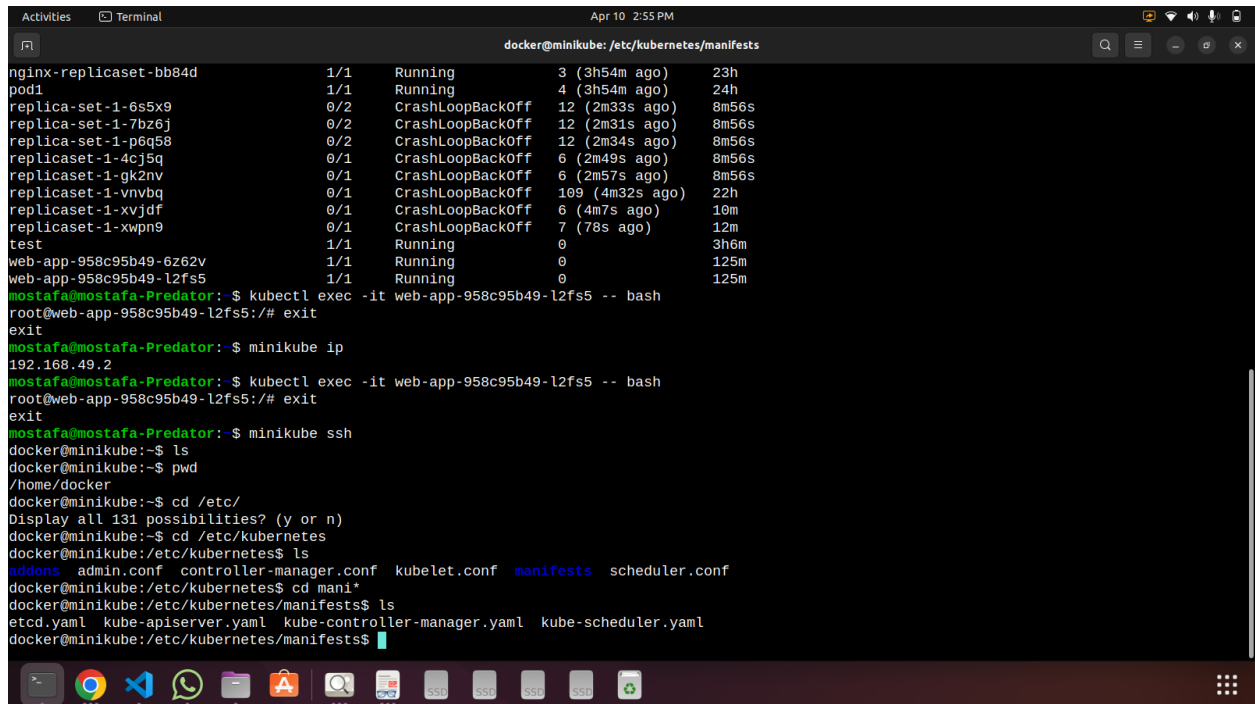 Activities Terminal Apr 10 2:55 PM
docker@minikube: /etc/kubernetes/manifests
nginx-replicaset-bb84d 1/1 Running 3 (3h54m ago) 23h
pod1 1/1 Running 4 (3h54m ago) 24h
replica-set-1-6s5x9 0/2 CrashLoopBackOff 12 (2m33s ago) 8m56s
replica-set-1-7bz6j 0/2 CrashLoopBackOff 12 (2m31s ago) 8m56s
replica-set-1-p6q58 0/2 CrashLoopBackOff 12 (2m34s ago) 8m56s
replicaset-1-4cj5q 0/1 CrashLoopBackOff 6 (2m49s ago) 8m56s
replicaset-1-gk2nv 0/1 CrashLoopBackOff 6 (2m57s ago) 8m56s
replicaset-1-vnvbq 0/1 CrashLoopBackOff 109 (4m32s ago) 22h
replicaset-1-xvjdf 0/1 CrashLoopBackOff 6 (4m7s ago) 10m
replicaset-1-xwpn9 0/1 CrashLoopBackOff 7 (78s ago) 12m
test 1/1 Running 0 3h6m
web-app-958c95b49-6z62v 1/1 Running 0 125m
web-app-958c95b49-l2fs5 1/1 Running 0 125m
mostafa@mostafa-Predator:~$ kubectl exec -it web-app-958c95b49-l2fs5 -- bash
root@web-app-958c95b49-l2fs5:/# exit
exit
mostafa@mostafa-Predator:~$ minikube ip
192.168.49.2
mostafa@mostafa-Predator:~$ kubectl exec -it web-app-958c95b49-l2fs5 -- bash
root@web-app-958c95b49-l2fs5:/# exit
exit
mostafa@mostafa-Predator:~$ minikube ssh
docker@minikube:~$ ls
docker@minikube:~$ pwd
/home/docker
docker@minikube:~$ cd /etc/
Display all 131 possibilities? (y or n)
docker@minikube:~$ cd /etc/kubernetes
docker@minikube:/etc/kubernetes$ ls
addons admin.conf controller-manager.conf kubelet.conf manifests scheduler.conf
docker@minikube:/etc/kubernetes$ cd mani*
docker@minikube:/etc/kubernetes/manifests$ ls
etcd.yaml kube-apiserver.yaml kube-controller-manager.yaml kube-scheduler.yaml
docker@minikube:/etc/kubernetes/manifests$
SSD SSD SSD SSD